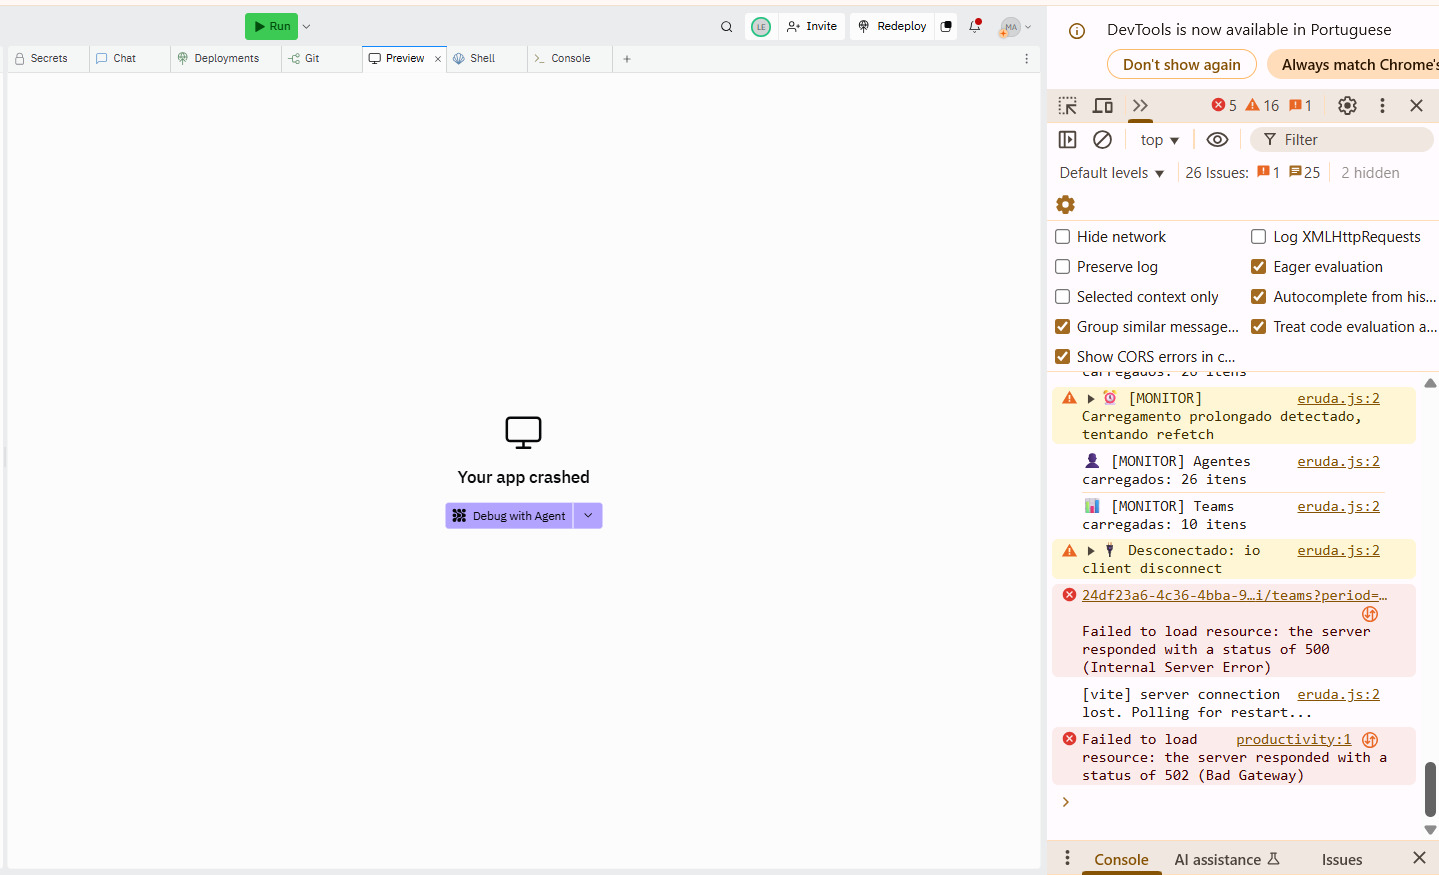 Run
LE
Invite
Redeploy
MA
Secrets
Chat
Deployments
Git
Preview
Shell
Console
Your app crashed
Debug with Agent
DevTools is now available in Portuguese
Don't show again
Always match Chrome's
5
16
1
top
Filter
Default levels
26 Issues:
1
25
2 hidden
Hide network
Log XMLHttpRequests
Preserve log
Eager evaluation
Selected context only
Autocomplete from his...
Group similar message...
Treat code evaluation a...
Show CORS errors in c...
carregados: 26 itens
[MONITOR] eruda.js:2
Carregamento prolongado detectado,
tentando refetch
[MONITOR] Agentes eruda.js:2
carregados: 26 itens
[MONITOR] Teams eruda.js:2
carregadas: 10 itens
Desconectado: io eruda.js:2
client disconnect
24df23a6-4c36-4bba-9…i/teams?period=…
Failed to load resource: the server
responded with a status of 500
(Internal Server Error)
[vite] server connection eruda.js:2
lost. Polling for restart...
Failed to load productivity:1
resource: the server responded with a
status of 502 (Bad Gateway)
Console
AI assistance
Issues